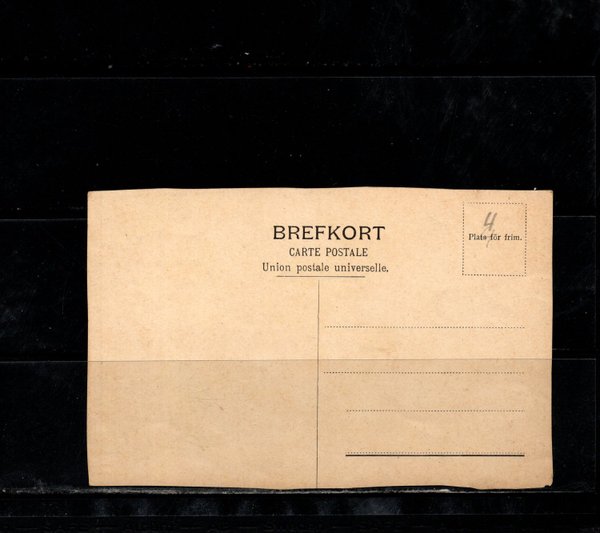 BREFKORT
CARTE POSTALE
Union postale universelle.
4
Plats för frim.